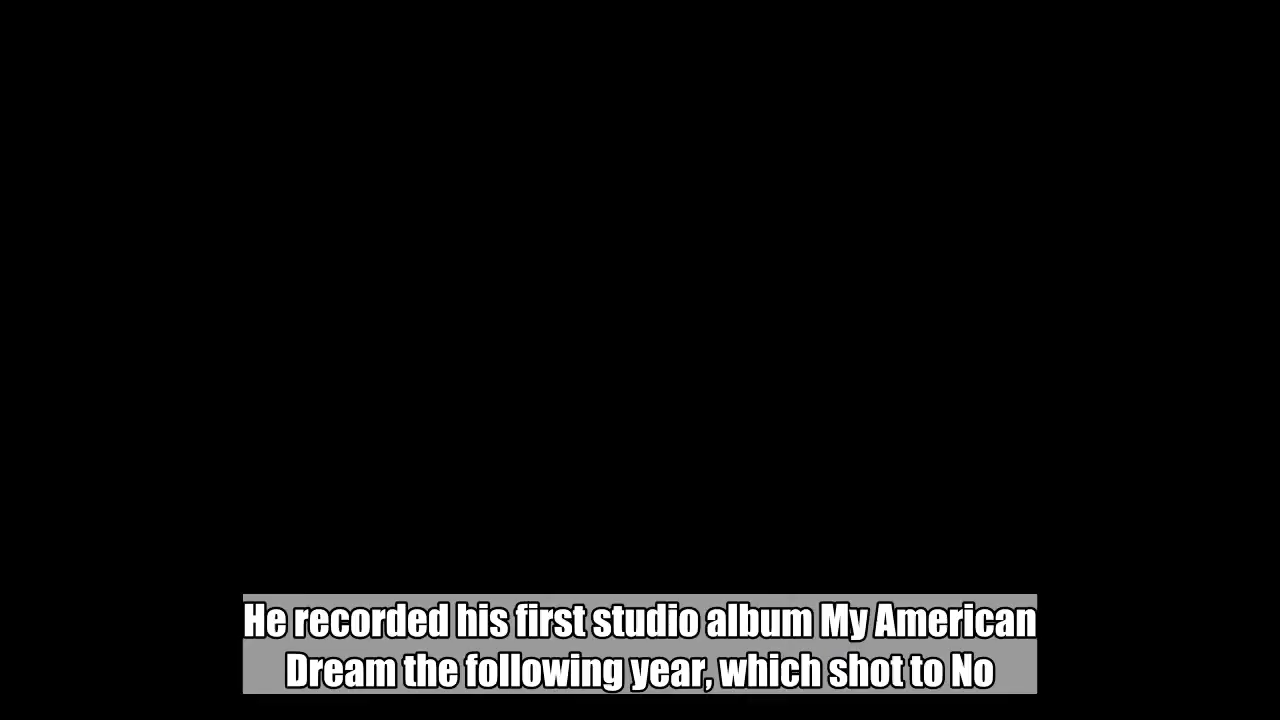 He recorded his first studio album My American
Dream the following year, which shot to No